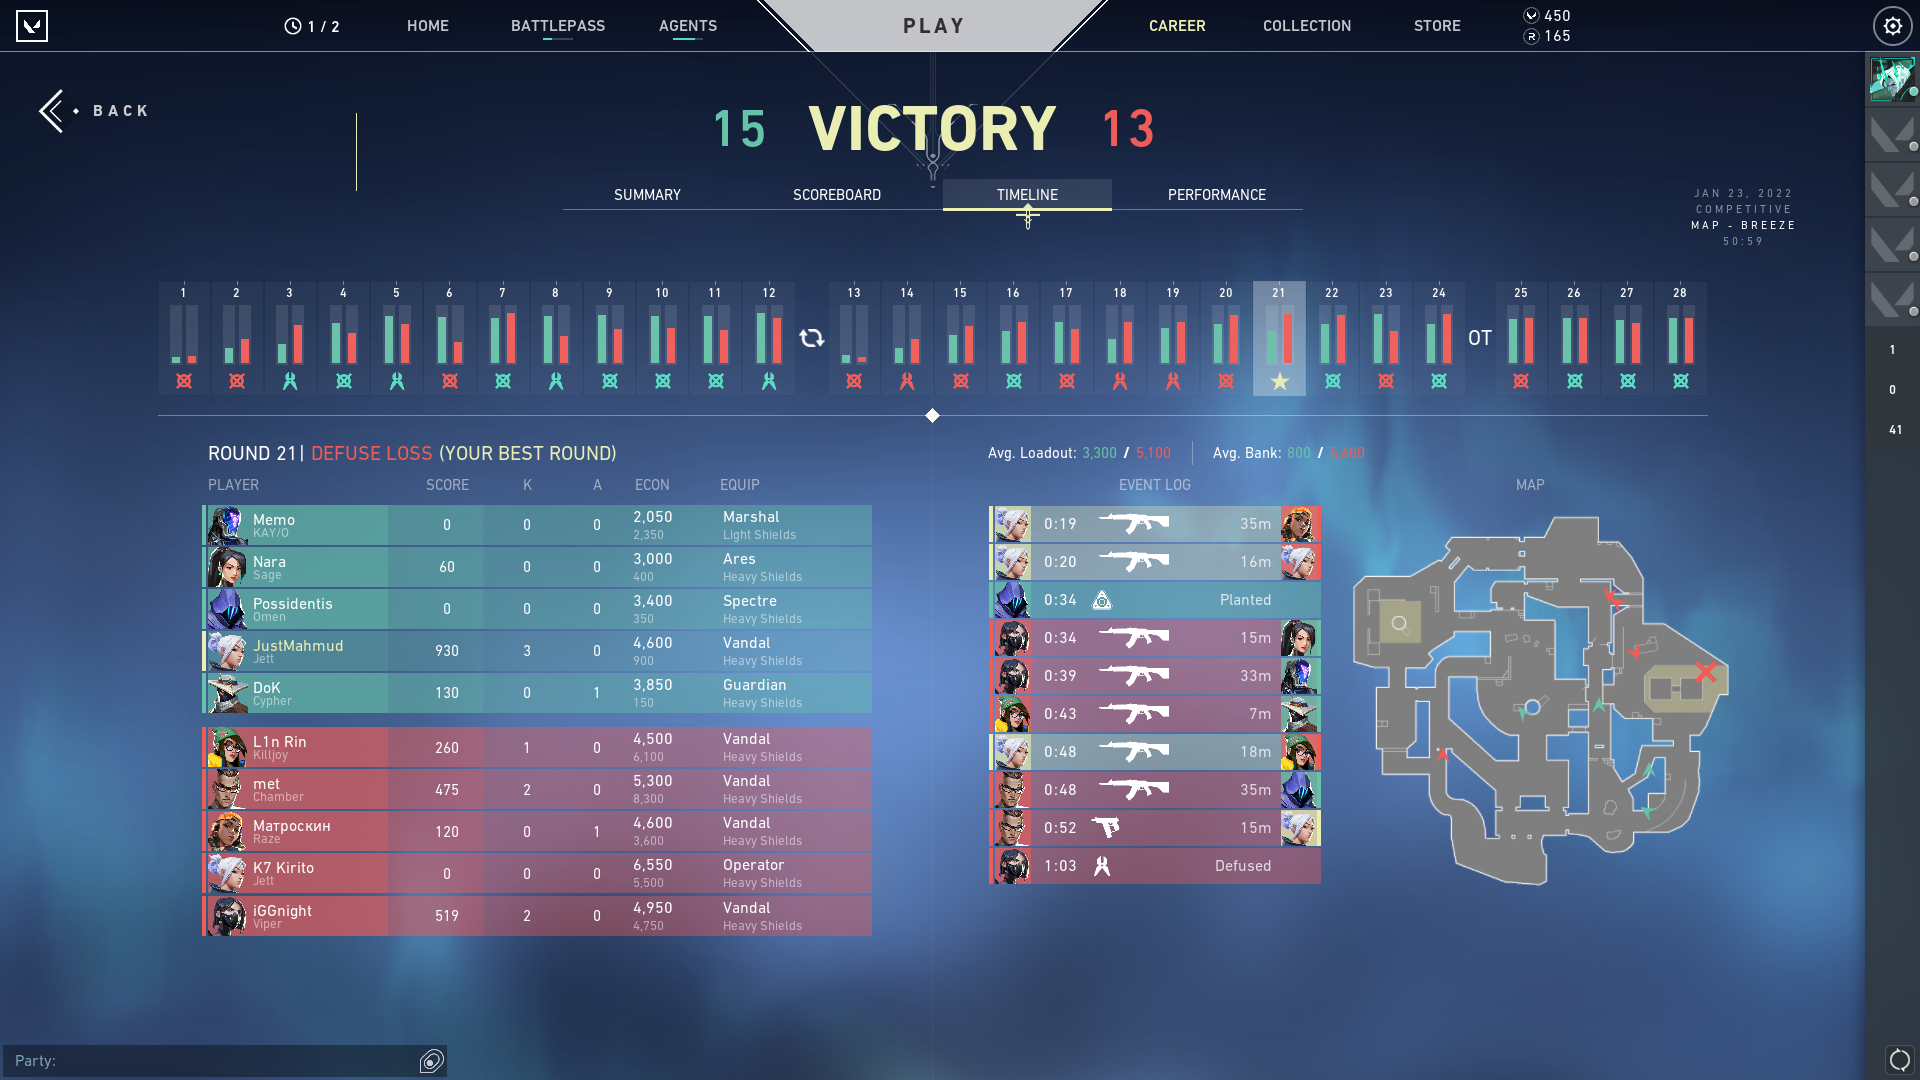 1 / 2
HOME
BATTLEPASS
AGENTS
PLAY
CAREER
COLLECTION
STORE
450
R 165
BACK
15 VICTORY 13
SUMMARY
SCOREBOARD
TIMELINE
PERFORMANCE
JAN 23, 2022
COMPETITIVE
MAP - BREEZE
50:59
1 2 3 4 5 6 7 8 9 10 11 12 13 14 15 16 17 18 19 20 21 22 23 24 25 26 27 28
OT
1
0
41
ROUND 21| DEFUSE LOSS (YOUR BEST ROUND)
PLAYER SCORE K A ECON EQUIP
Memo 0 0 0 2,050 Marshal
KAY/O 2,350 Light Shields
Nara 60 0 0 3,000 Ares
Sage 400 Heavy Shields
Possidentis 0 0 0 3,400 Spectre
Omen 350 Heavy Shields
JustMahmud 930 3 0 4,600 Vandal
Jett 900 Heavy Shields
DoK 130 0 1 3,850 Guardian
Cypher 150 Heavy Shields
L1n Rin 260 1 0 4,500 Vandal
Killjoy 6,100 Heavy Shields
met 475 2 0 5,300 Vandal
Chamber 8,300 Heavy Shields
Матроскин 120 0 1 4,600 Vandal
Raze 3,600 Heavy Shields
K7 Kirito 0 0 0 6,550 Operator
Jett 5,500 Heavy Shields
iGGnight 519 2 0 4,950 Vandal
Viper 4,750 Heavy Shields
Avg. Loadout: 3,300 / 5,100
Avg. Bank: 800 / 5,600
EVENT LOG
MAP
0:19 35m
0:20 16m
0:34 Planted
0:34 15m
0:39 33m
0:43 7m
0:48 18m
0:48 35m
0:52 15m
1:03 Defused
Party: